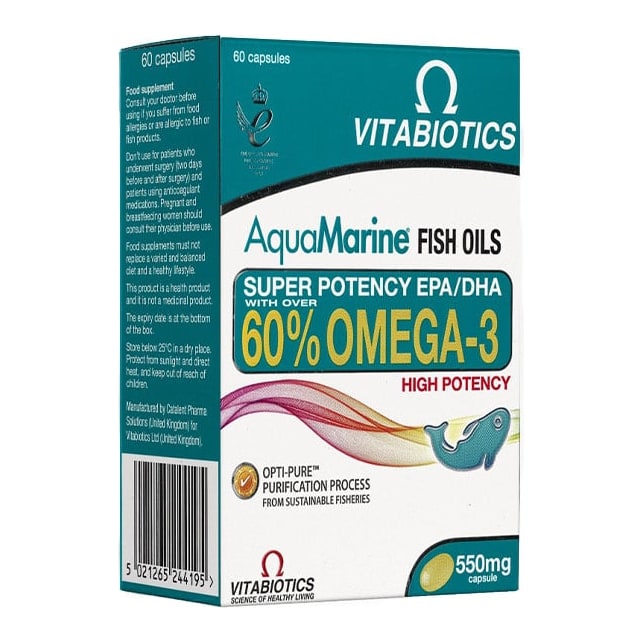 60 capsules
Food supplement
Consult your doctor before
using if you suffer from food
allergies or are allergic to fish or
fish products.
Don't use for patients who
underwent surgery (two days
before and after surgery) and
patients using anticoagulant
medications. Pregnant and
breastfeeding women should
consult their physician before use.
Food supplements must not
replace a varied and balanced
diet and a healthy lifestyle.
This product is a health product
and it is not a medicinal product.
The expiry date is at the bottom
of the box.
Store below 25°C in a dry place.
Protect from sunlight and direct
heat, and keep out of reach of
children.
Manufactured by Catalent Pharma
Solutions (United Kingdom) for
Vitabiotics Ltd (United Kingdom).
5 021265 244195 >
60 capsules
VITABIOTICS
AquaMarine® FISH OILS
SUPER POTENCY EPA/DHA
WITH OVER
60% OMEGA-3
HIGH POTENCY
OPTI-PURE™
PURIFICATION PROCESS
FROM SUSTAINABLE FISHERIES
VITABIOTICS
SCIENCE OF HEALTHY LIVING
550mg
capsule